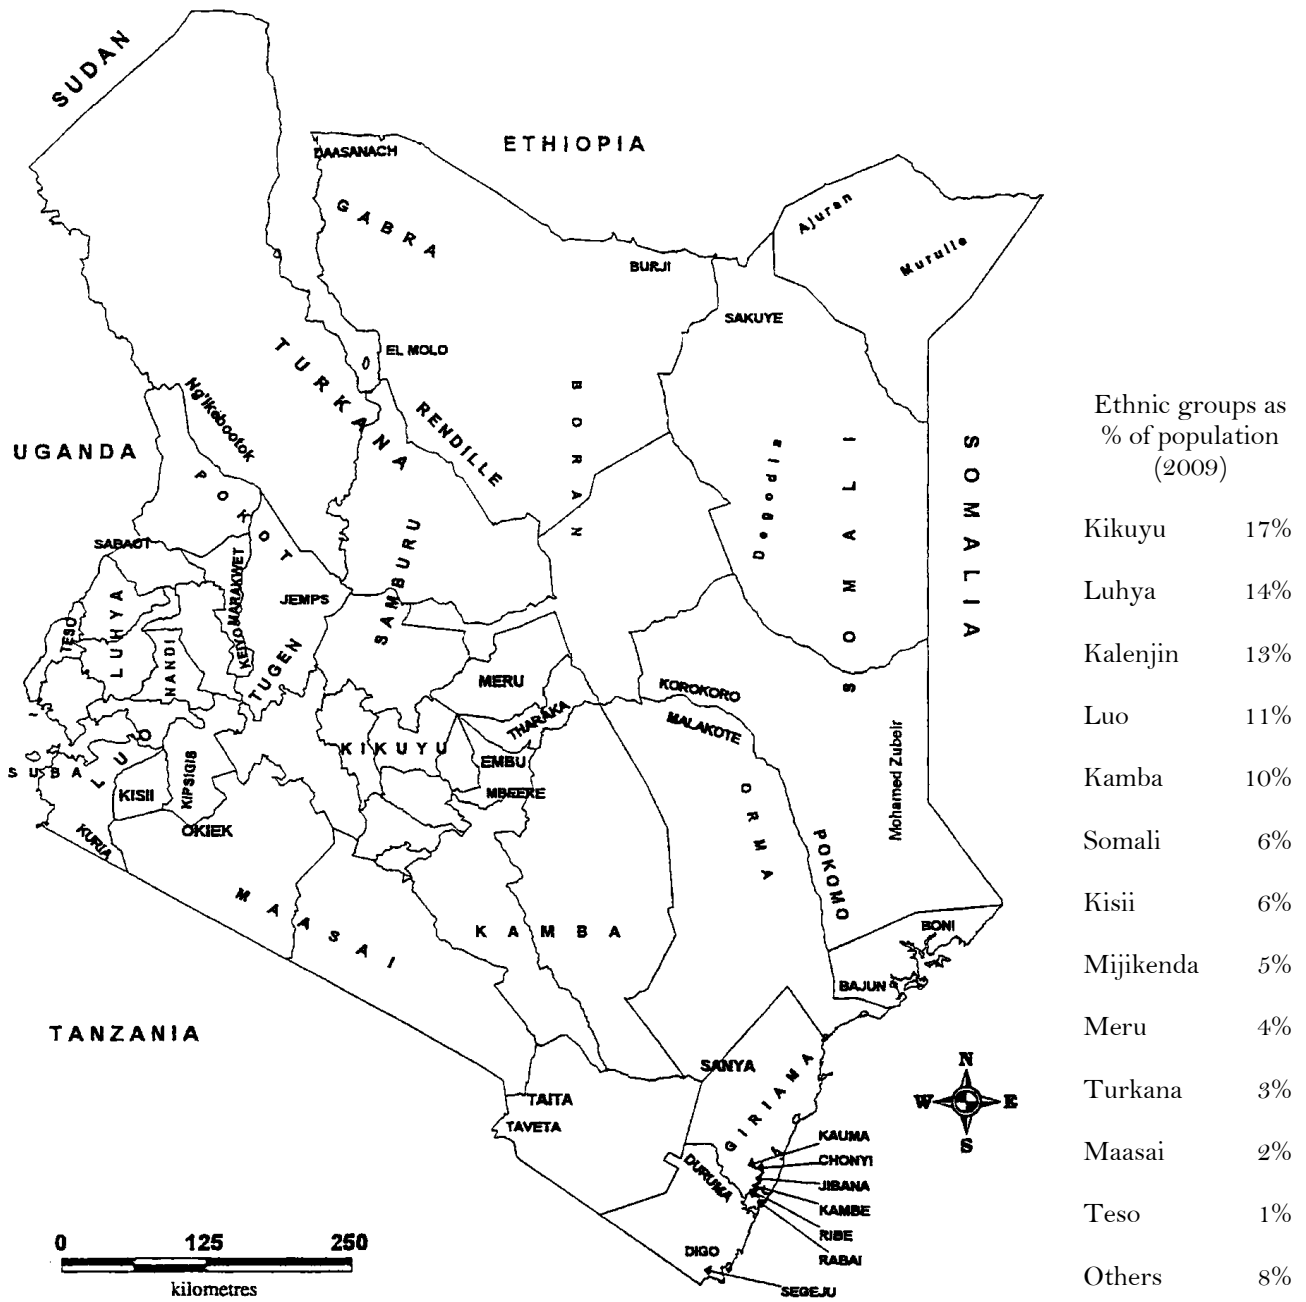 SUDAN
ETHIOPIA
DAASANACH
GABRA
Ajuran
Murulle
BURJI
SAKUYE
EL MOLO
TURKANA
Ng'ikebootok
RENDILLE
BORAN
UGANDA
POKOT
Degodia
SOMALI
SOMALIA
SABAOT
SAMBURU
MARAKWET
JEMPS
TESO
LUHYA
NANDI
KEIYO
TUGEN
MERU
KOROKORO
THARAKA
MALAKOTE
KIKUYU
LUO
SUBA
EMBU
KISII
KIPSIGIS
MBEERE
ORMA
Mohamed Zubeir
KURIA
OKIEK
POKOMO
MAASAI
KAMBA
BONI
BAJUN
TANZANIA
SANYA
GIRIAMA
TAITA
TAVETA
DURUMA
KAUMA
CHONYI
JIBANA
KAMBE
RIBE
RABAI
DIGO
SEGEJU
N
W E
S
0 125 250
kilometres
Ethnic groups as
% of population
(2009)
Kikuyu 17%
Luhya 14%
Kalenjin 13%
Luo 11%
Kamba 10%
Somali 6%
Kisii 6%
Mijikenda 5%
Meru 4%
Turkana 3%
Maasai 2%
Teso 1%
Others 8%